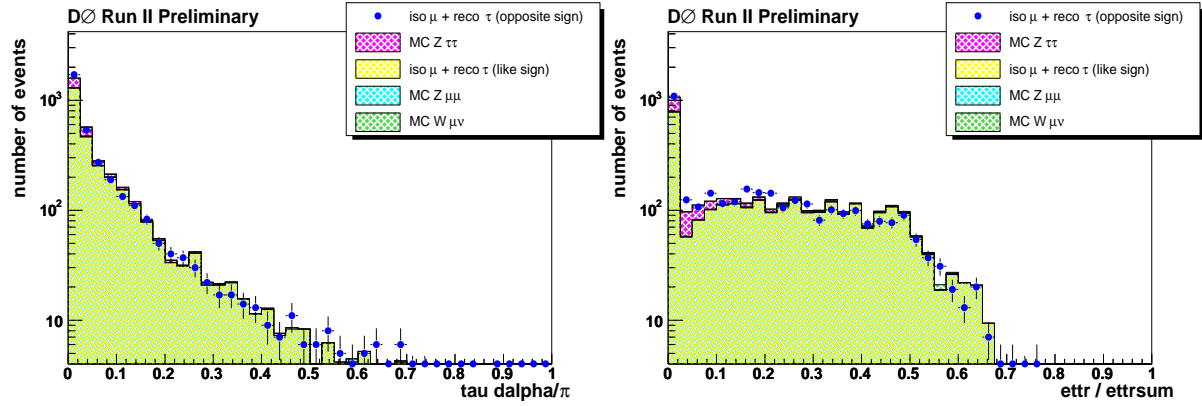 DØ Run II Preliminary
number of events
10³
10²
10
iso μ + reco τ (opposite sign)
MC Z ττ
iso μ + reco τ (like sign)
MC Z μμ
MC W μν
0 0.1 0.2 0.3 0.4 0.5 0.6 0.7 0.8 0.9 1
tau dalpha/π
DØ Run II Preliminary
number of events
10³
10²
10
iso μ + reco τ (opposite sign)
MC Z ττ
iso μ + reco τ (like sign)
MC Z μμ
MC W μν
0 0.1 0.2 0.3 0.4 0.5 0.6 0.7 0.8 0.9 1
ettr / ettrsum